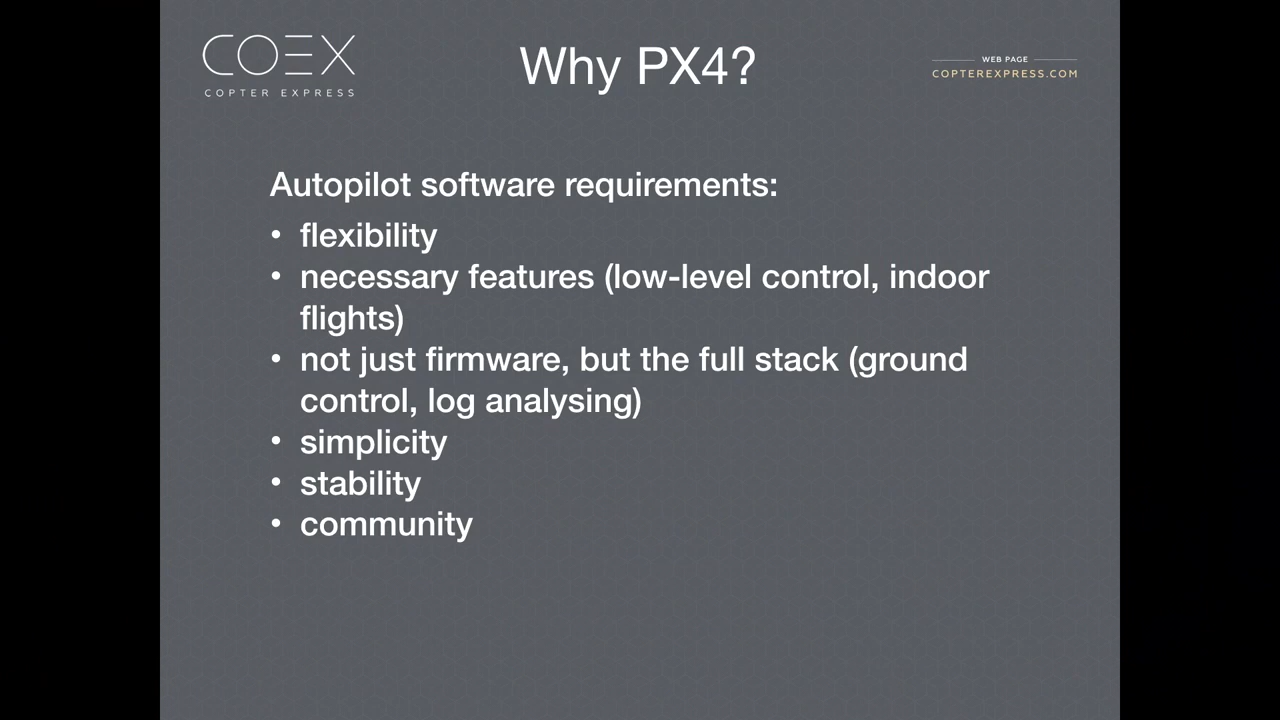 COEX
COPTER EXPRESS
Why PX4?
WEB PAGE
COPTEREXPRESS.COM
Autopilot software requirements:
• flexibility
• necessary features (low-level control, indoor
flights)
• not just firmware, but the full stack (ground
control, log analysing)
• simplicity
• stability
• community